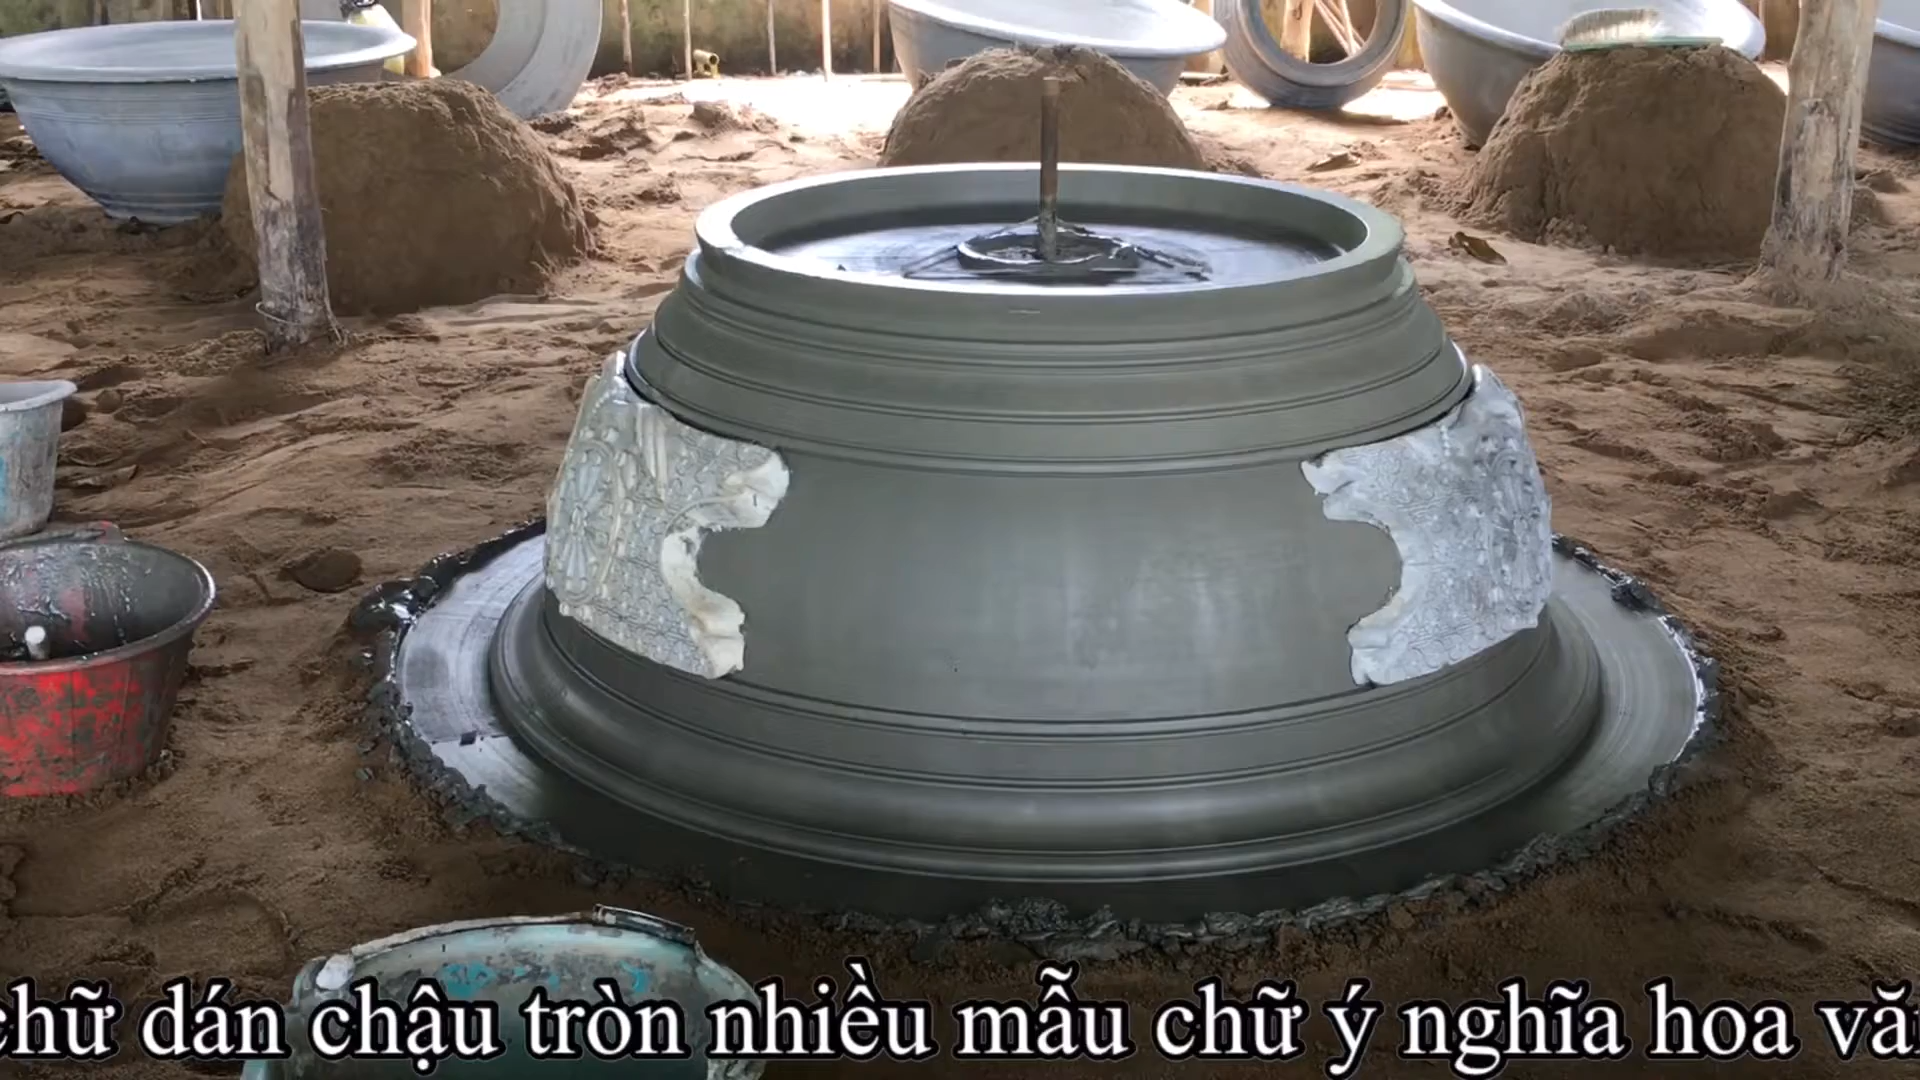 chữ dán chậu tròn nhiều mẫu chữ ý nghĩa hoa